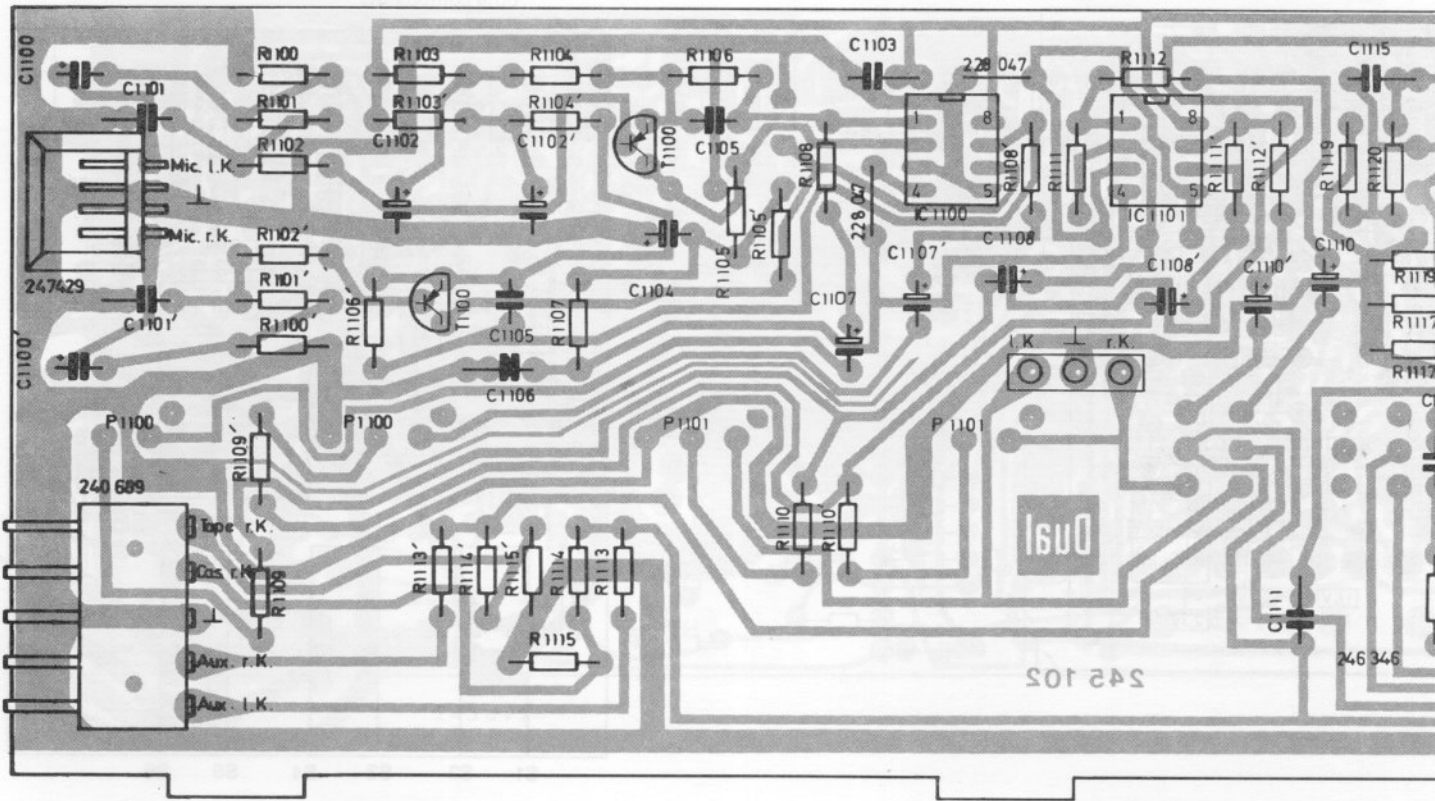 C1100
R1100
R1103
R1104
R1106
C1103
228 047
R1112
C1115
C1101
R1101
R1103'
R1104'
R1102
C1102
C1102'
T1100
C1105
R1108
1
8
4
5
IC1100
R1108'
R1111
1
8
4
5
IC1101
R1111'
R1112'
R1119
R1120
Mic. l.K.
⊥
Mic. r.K.
247429
R1102'
R1101'
R1100'
C1101'
C1100'
R1106'
T1100
C1105
R1107
C1106
C1104
R1105
R1105'
228 047
C1107
C1107'
C1108
C1108'
C1110'
C1110
R1119
R1117
R1117
l.K
⊥
r.K.
P1100
P1100
P1101
P1101
R1109'
240 689
Tape r.K.
Cas. r.K.
⊥
Aux. r.K.
Aux. l.K.
R1109
R1113'
R1114'
R1115'
R1114
R1113
R1115
R1110
R1110'
Dual
245 102
C1111
246 346